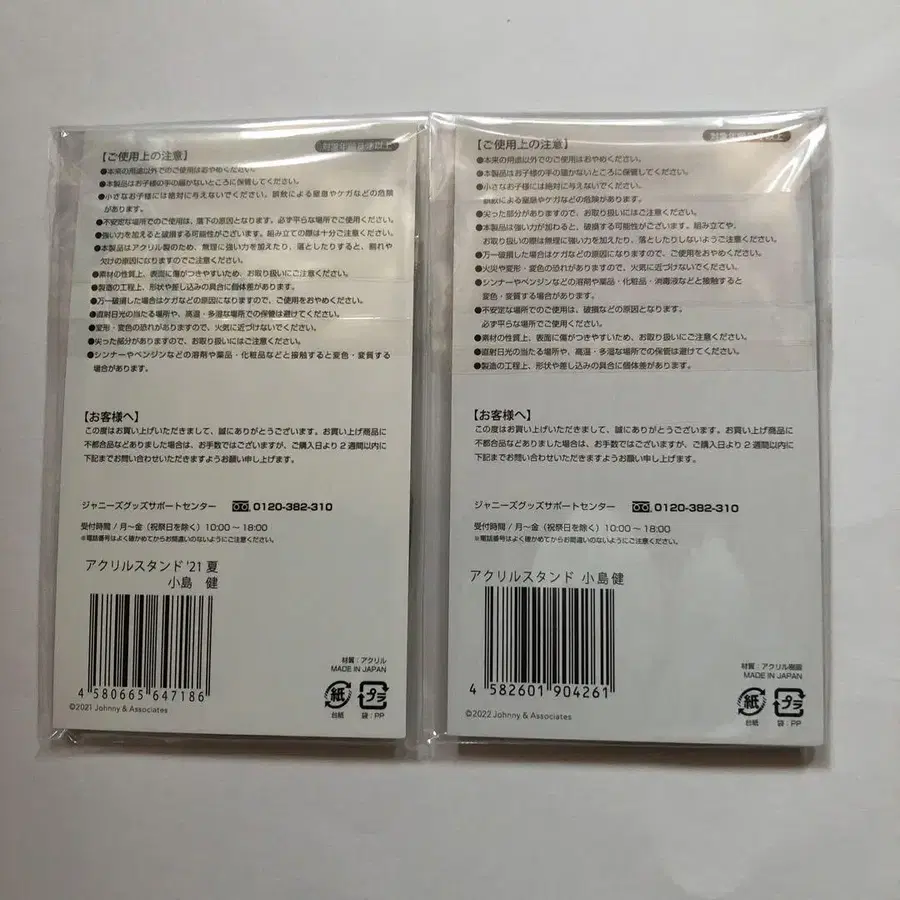 【ご使用上の注意】
●本来の用途以外でのご使用はおやめください。
●本製品はお子様の手の届かないところに保管してください。
●小さなお子様には絶対に与えないでください。誤飲による窒息やケガなどの危険
があります。
●不安定な場所でのご使用は、落下の原因となります。必ず平らな場所でご使用ください。
●強い力を加えると破損する可能性がございます。組み立ての際は十分ご注意ください。
●本製品はアクリル製のため、無理に強い力を加えたり、落としたりすると、割れや
欠けの原因になりますのでご注意ください。
●素材の性質上、表面に傷がつきやすいため、お取り扱いにご注意ください。
●製造の工程上、形状や差し込みの具合に個体差があります。
●万一破損した場合はケガなどの原因になりますので、ご使用をおやめください。
●直射日光の当たる場所や、高温・多湿な場所での保管は避けてください。
●変形・変色の恐れがありますので、火気に近づけないでください。
●尖った部分がありますので、お取り扱いにはご注意ください。
●シンナーやベンジンなどの溶剤や薬品・化粧品などと接触すると変色・変質する
場合があります。
【お客様へ】
この度はお買い上げいただきまして、誠にありがとうございます。お買い上げ商品に
不都合品などありました場合は、お手数ではございますが、ご購入日より2週間以内に
下記までお問い合わせいただきますようお願い申し上げます。
ジャニーズグッズサポートセンター 0120-382-310
受付時間/月〜金(祝祭日を除く)10:00〜18:00
※電話番号はよく確かめてからお間違いのないようにご注意ください。
アクリルスタンド '21 夏
小島 健
4 580665 647186
©2021 Johnny & Associates
材質:アクリル
MADE IN JAPAN
紙 プラ
台紙 袋:PP
【ご使用上の注意】
●本来の用途以外でのご使用はおやめください。
●本製品はお子様の手の届かないところに保管してください。
●小さなお子様には絶対に与えないでください。
誤飲による窒息やケガなどの危険があります。
●尖った部分がありますので、お取り扱いにはご注意ください。
●本製品は強い力が加わると、破損する可能性がございます。組み立てや、
お取り扱いの際は無理に強い力を加えたり、落としたりしないようご注意ください。
●万一破損した場合はケガなどの原因になりますので、ご使用をおやめください。
●火災や変形・変色の恐れがありますので、火気に近づけないでください。
●シンナーやベンジンなどの溶剤や薬品・化粧品・消毒液などと接触すると
変色・変質する場合があります。
●不安定な場所でのご使用は、破損などの原因となります。
必ず平らな場所でご使用ください。
●素材の性質上、表面に傷がつきやすいため、お取り扱いにご注意ください。
●直射日光の当たる場所や、高温・多湿な場所での保管は避けてください。
●製造の工程上、形状や差し込みの具合に個体差があります。
【お客様へ】
この度はお買い上げいただきまして、誠にありがとうございます。お買い上げ商品に
不都合品などありました場合は、お手数ではございますが、ご購入日より2週間以内に
下記までお問い合わせいただきますようお願い申し上げます。
ジャニーズグッズサポートセンター 0120-382-310
受付時間/月〜金(祝祭日を除く)10:00〜18:00
※電話番号はよく確かめてからお間違いのないようにご注意ください。
アクリルスタンド 小島 健
4 582601 904261
©2022 Johnny & Associates
材質:アクリル樹脂
MADE IN JAPAN
紙 プラ
台紙 袋:PP